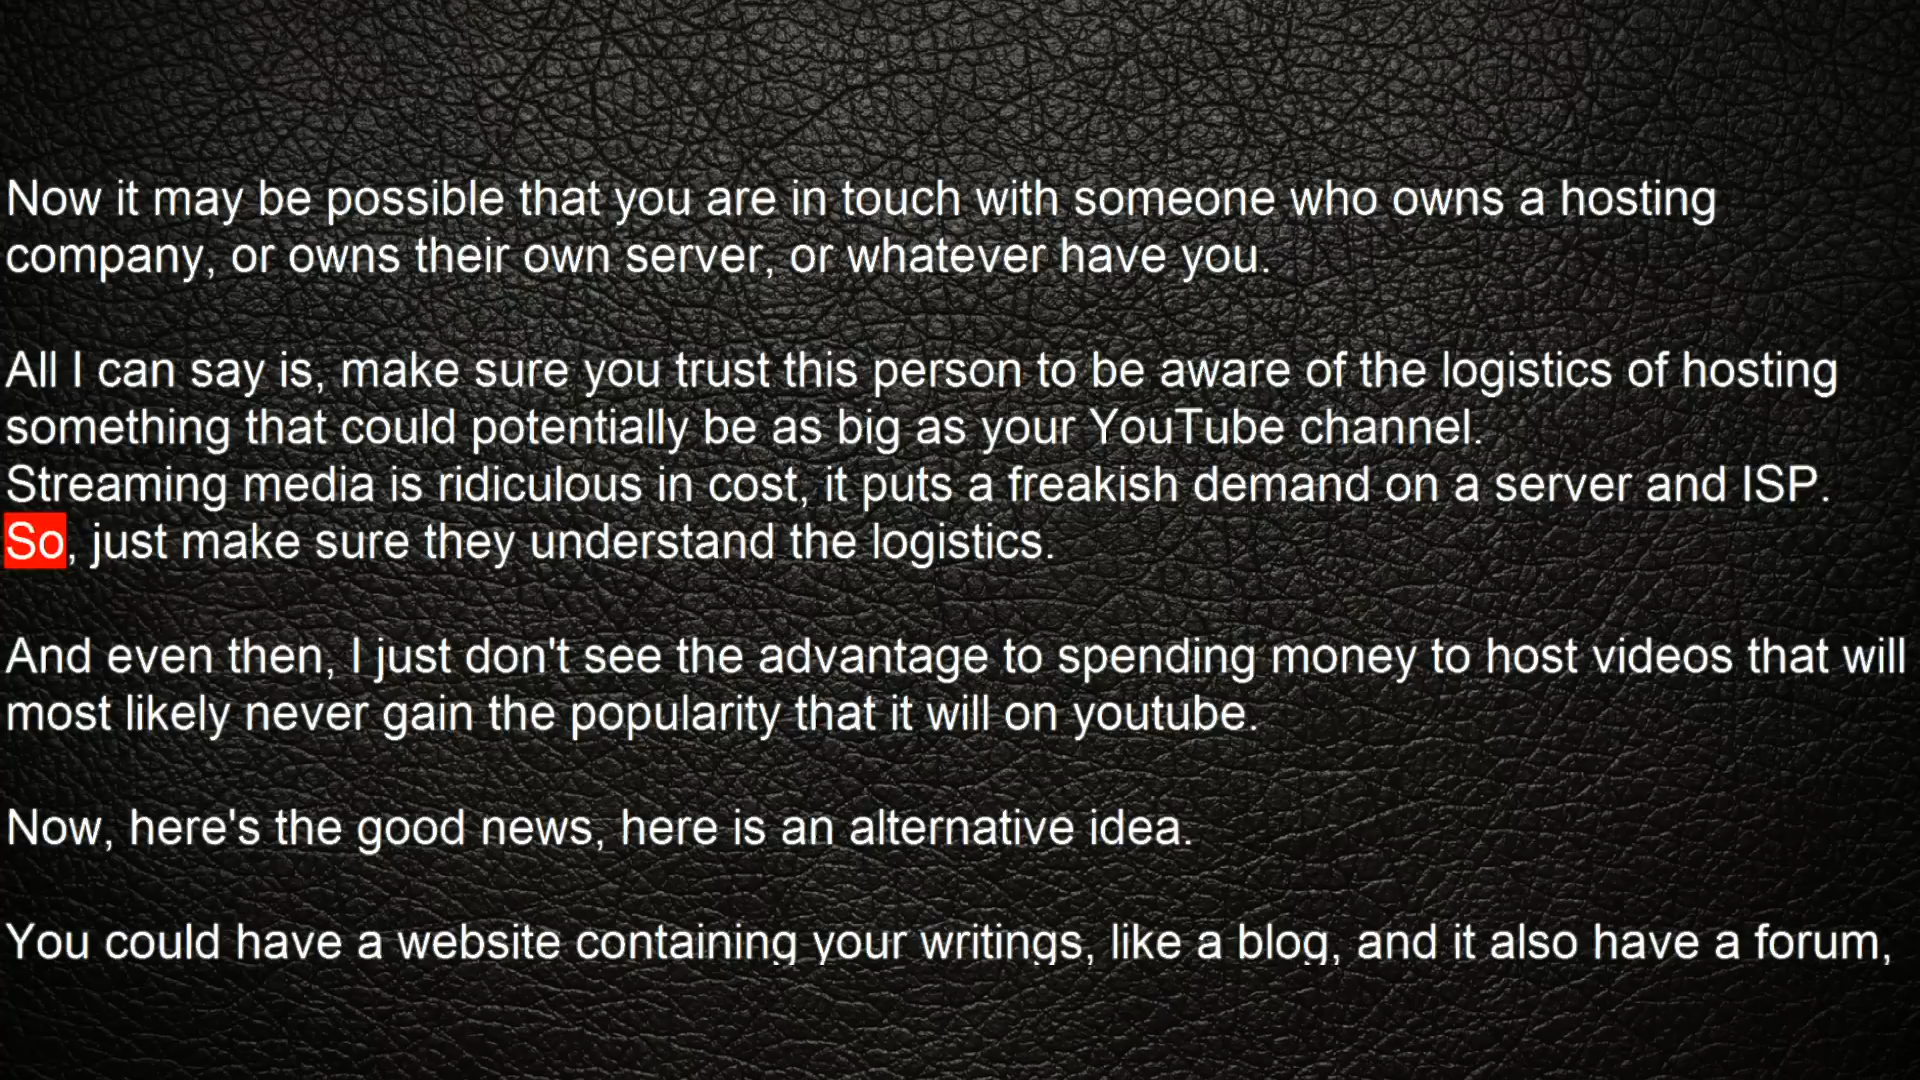 Now it may be possible that you are in touch with someone who owns a hosting
company, or owns their own server, or whatever have you.
All I can say is, make sure you trust this person to be aware of the logistics of hosting
something that could potentially be as big as your YouTube channel.
Streaming media is ridiculous in cost, it puts a freakish demand on a server and ISP.
So, just make sure they understand the logistics.
And even then, I just don't see the advantage to spending money to host videos that will
most likely never gain the popularity that it will on youtube.
Now, here's the good news, here is an alternative idea.
You could have a website containing your writings, like a blog, and it also have a forum,